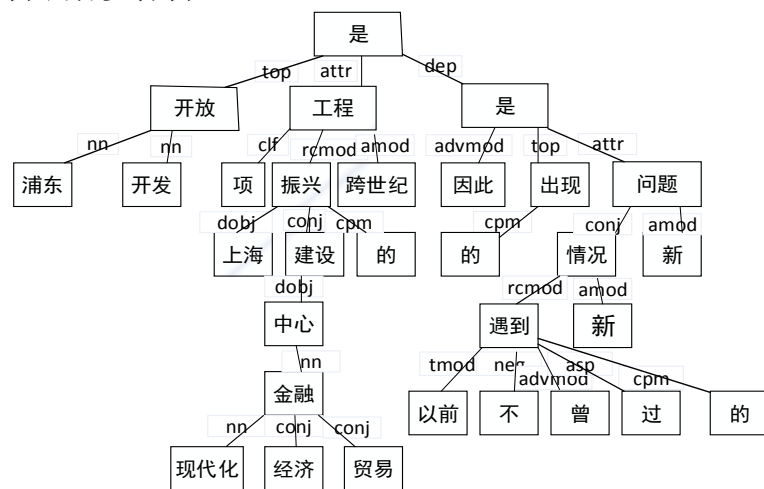 是
top attr dep
开放 工程 是
nn nn clf rcmod amod advmod top attr
浦东 开发 项 振兴 跨世纪 因此 出现 问题
dobj conj cpm cpm conj amod
上海 建设 的 的 情况 新
dobj rcmod amod
中心 遇到 新
nn tmod neg advmod asp cpm
金融 以前 不 曾 过 的
nn conj conj
现代化 经济 贸易